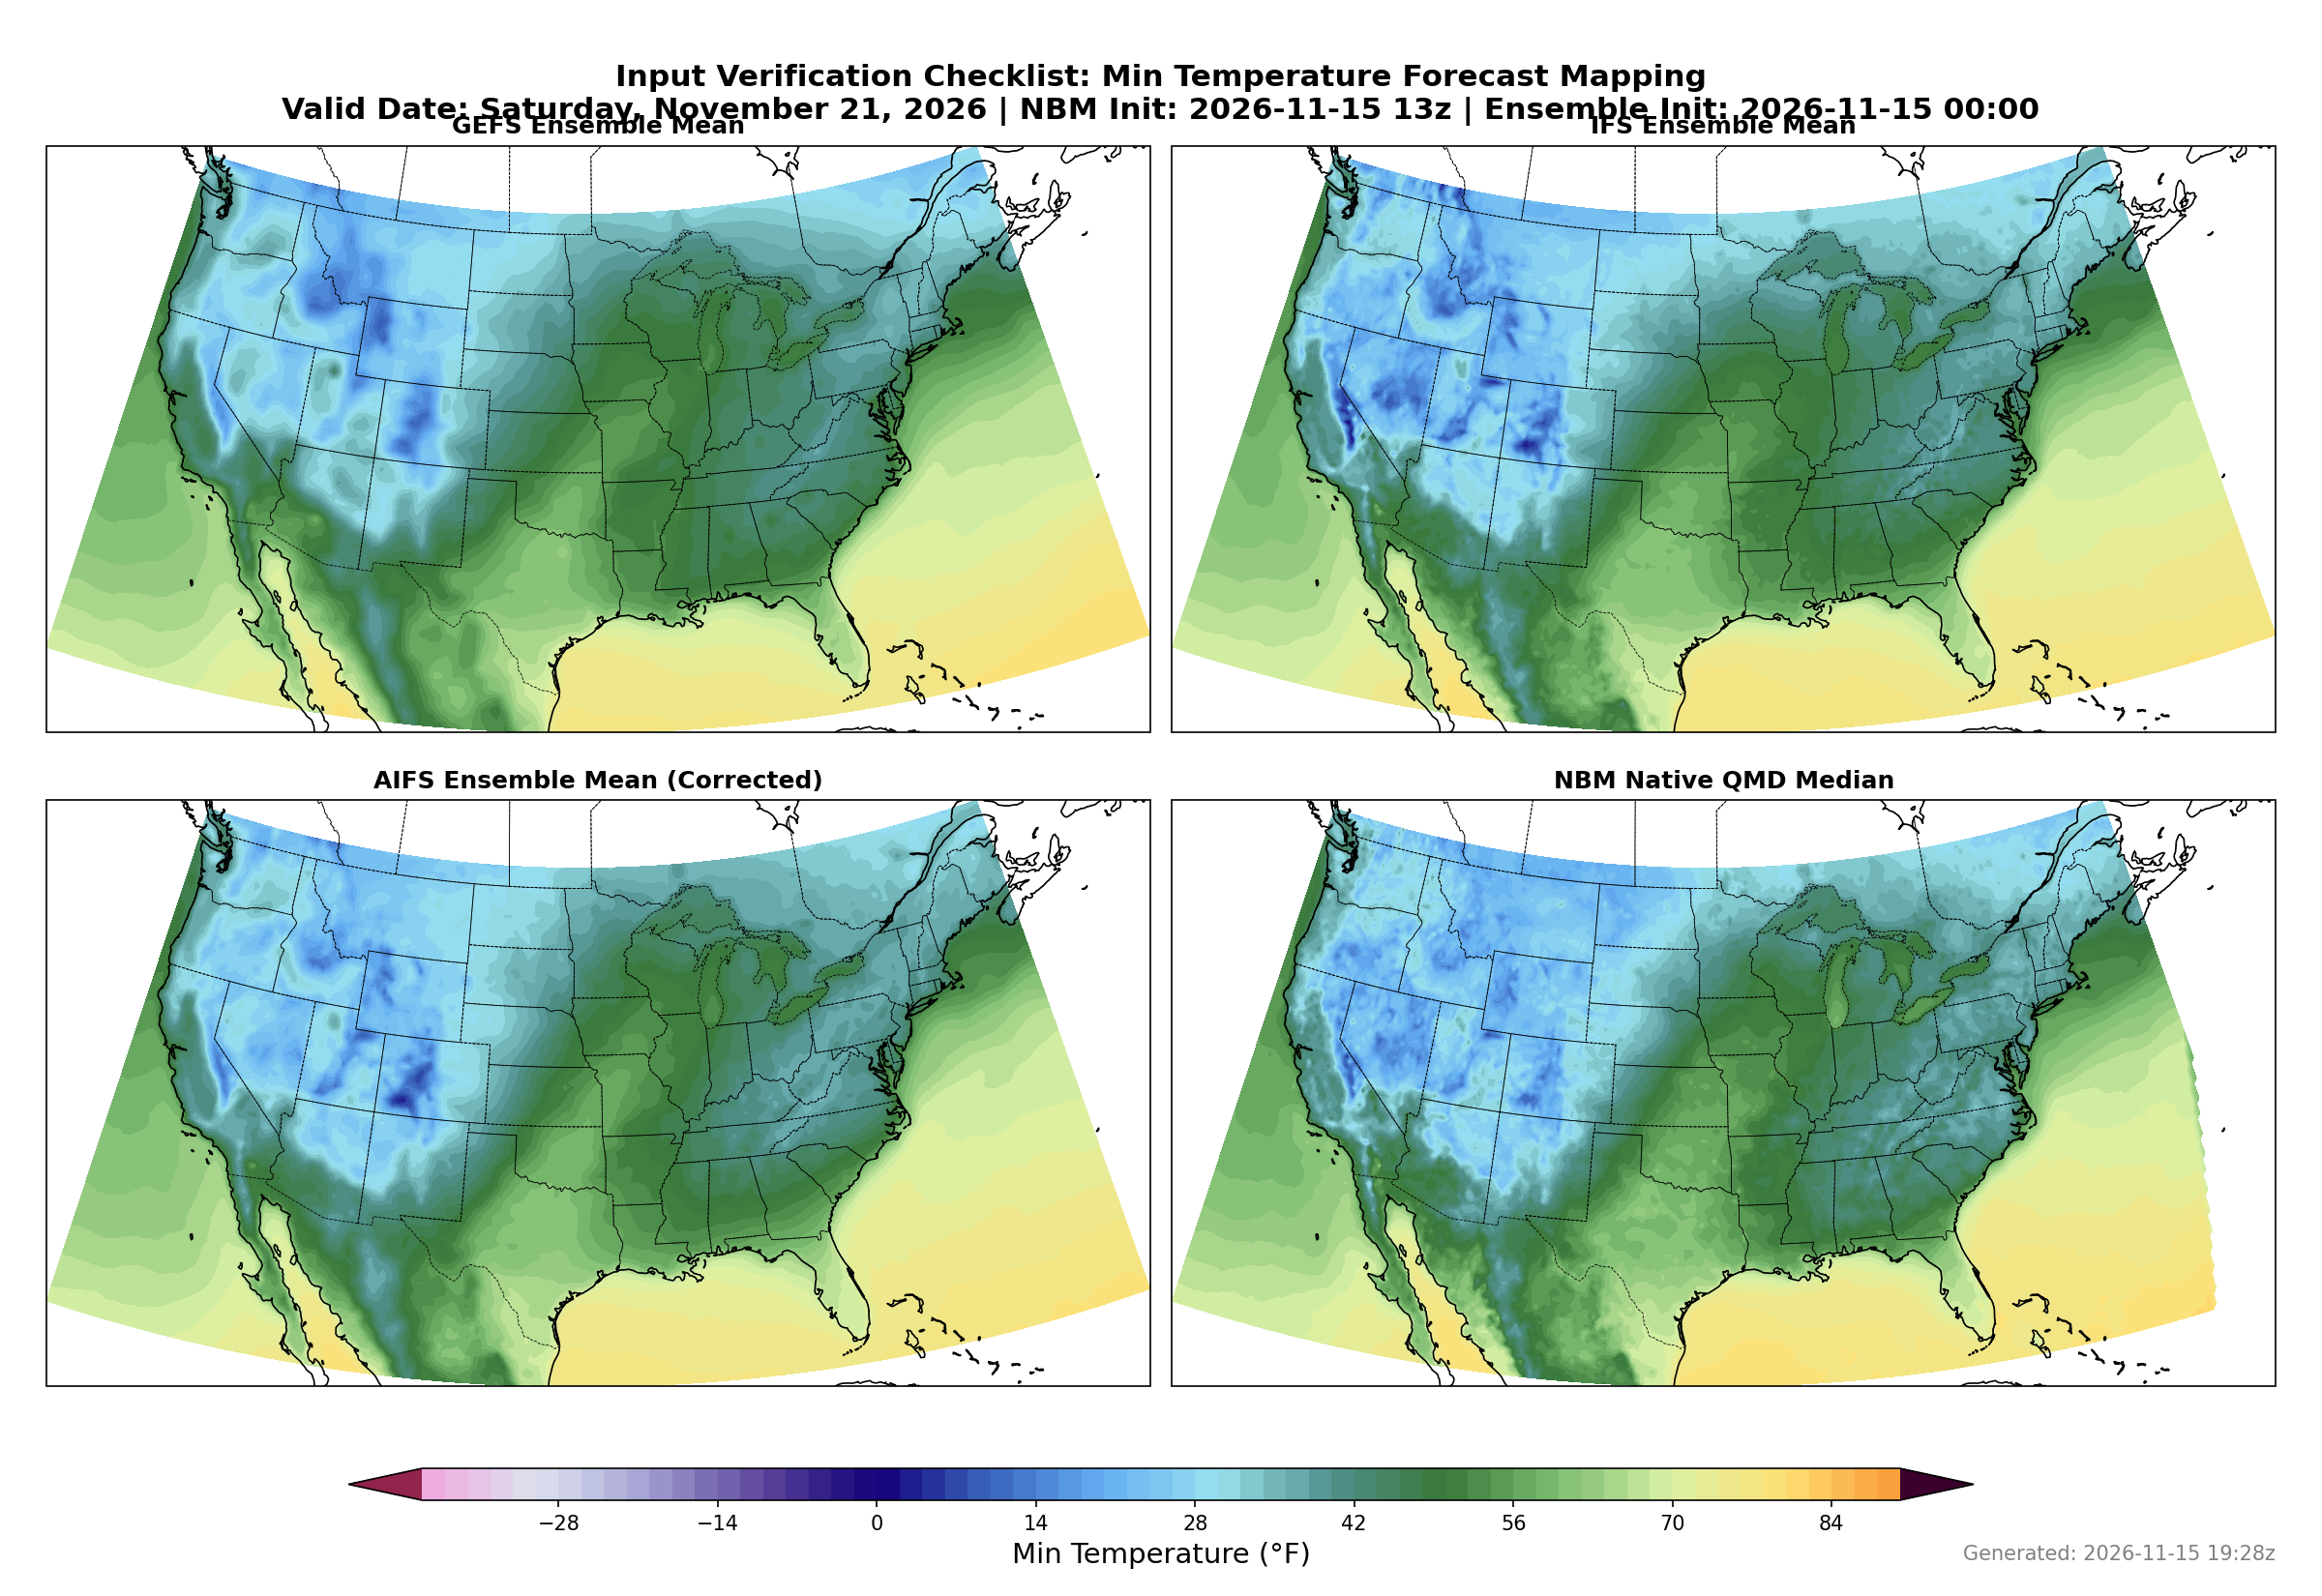 Input Verification Checklist: Min Temperature Forecast Mapping
Valid Date: Saturday, November 21, 2026 | NBM Init: 2026-11-15 13z | Ensemble Init: 2026-11-15 00:00
GEFS Ensemble Mean
IFS Ensemble Mean
AIFS Ensemble Mean (Corrected)
NBM Native QMD Median
−28 −14 0 14 28 42 56 70 84
Min Temperature (°F)
Generated: 2026-11-15 19:28z